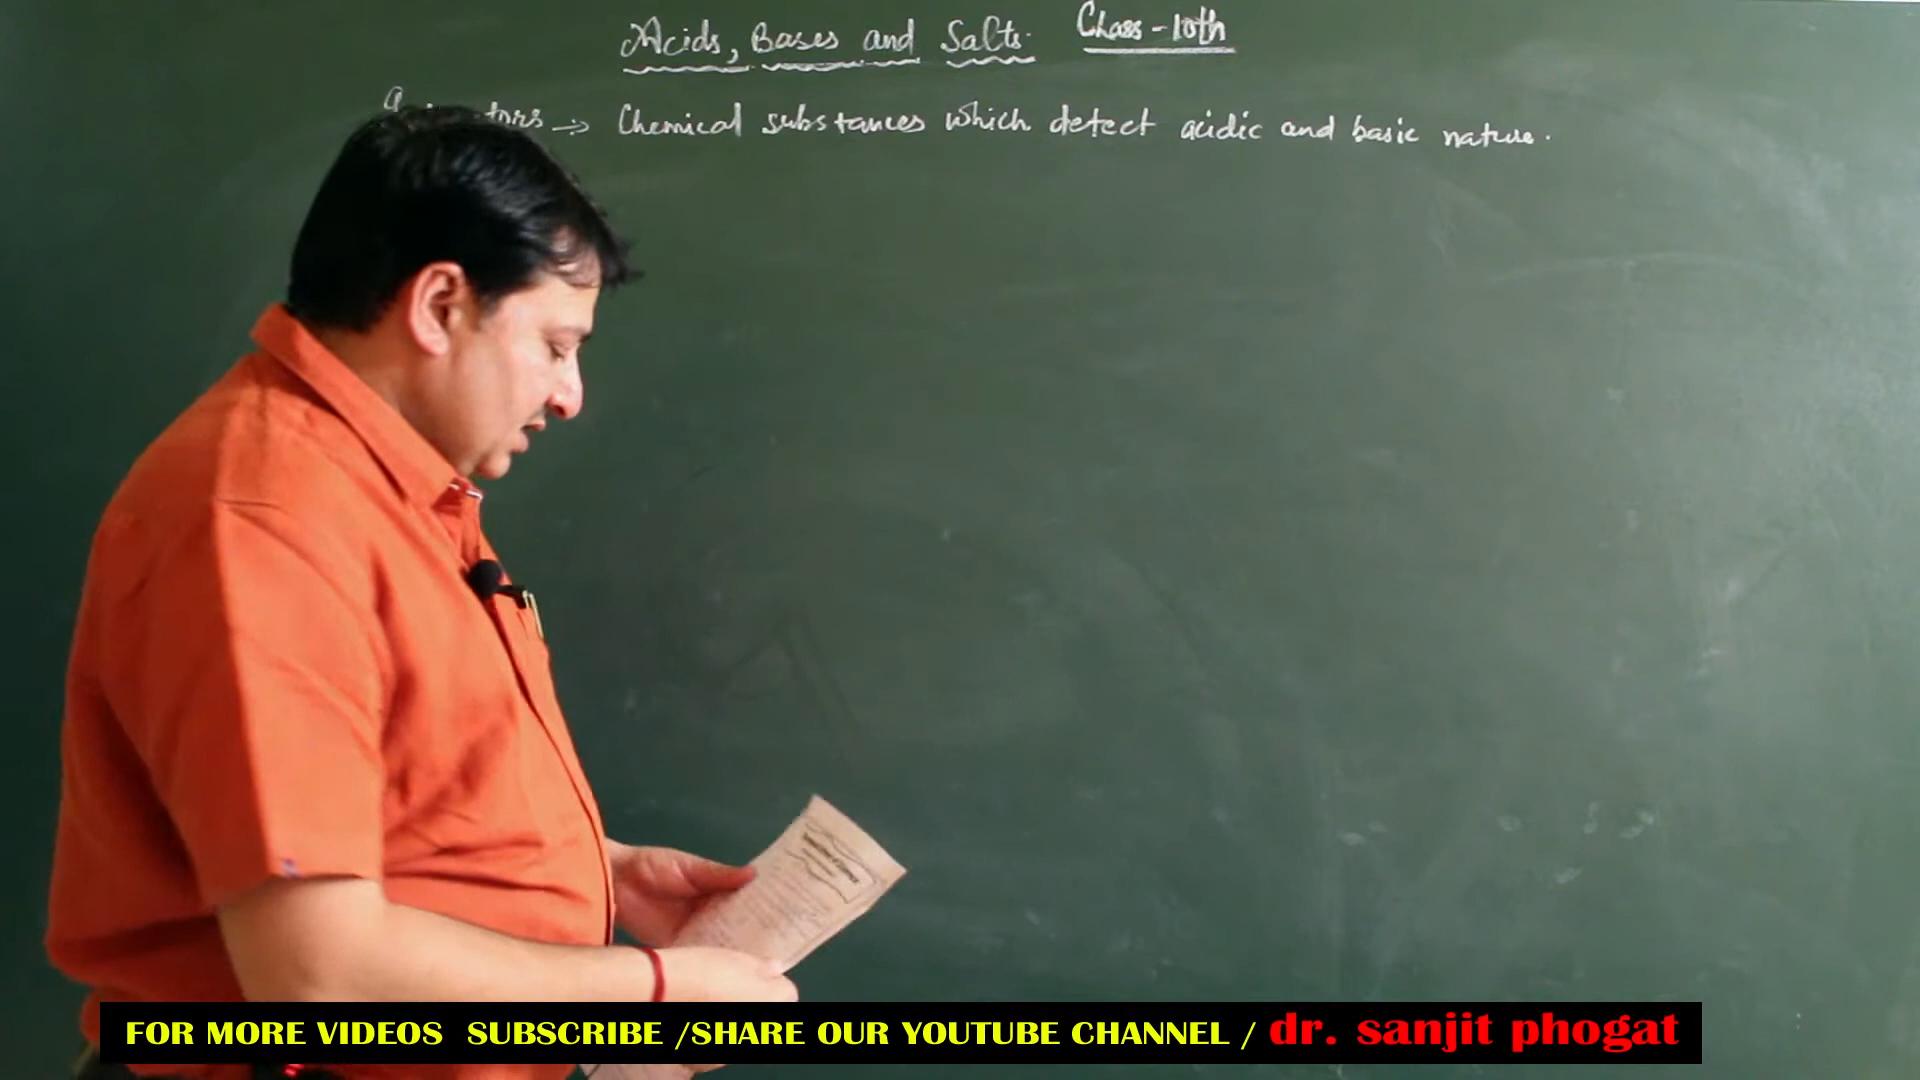 Acids, Bases and Salts. Class-10th
→ Chemical substances which detect acidic and basic nature.
FOR MORE VIDEOS SUBSCRIBE /SHARE OUR YOUTUBE CHANNEL / dr. sanjit phogat